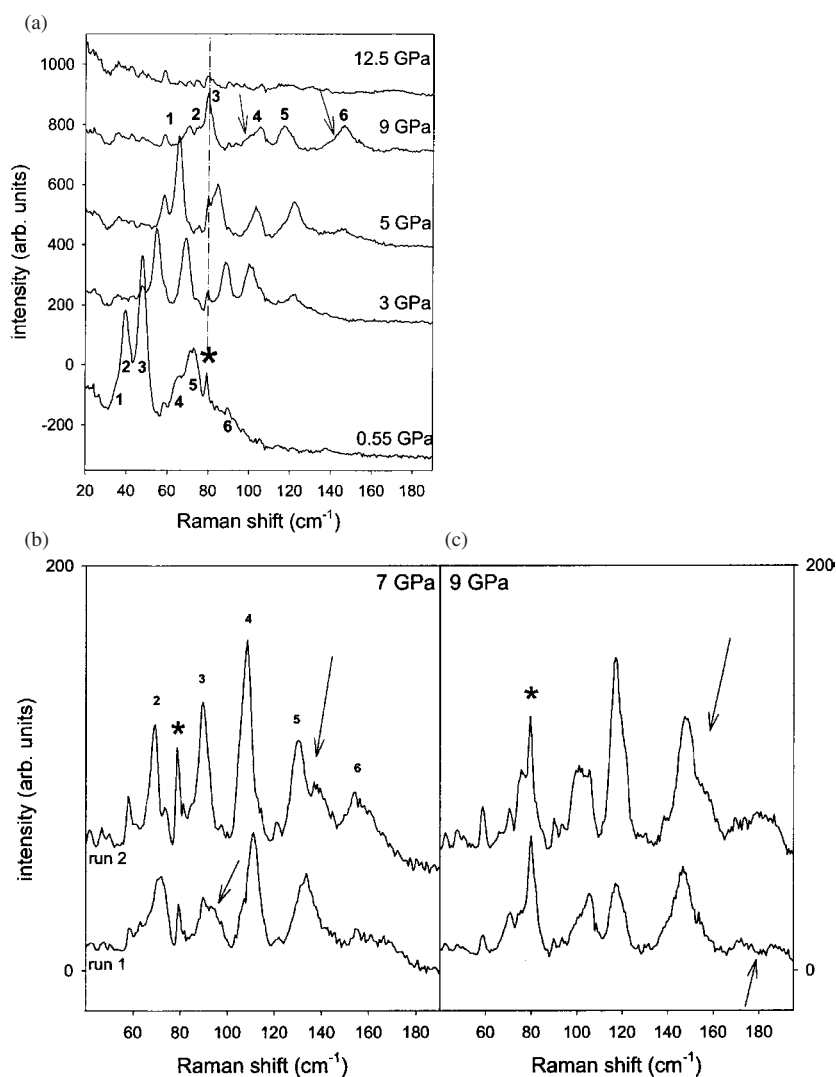 (a)
1000
800
600
400
200
0
-200
intensity (arb. units)
12.5 GPa
3
1 2 4 5 6
9 GPa
5 GPa
3 GPa
*
2 3 5
1 4 6
0.55 GPa
20 40 60 80 100 120 140 160 180
Raman shift (cm⁻¹)
(b)
200
7 GPa
4
3
2 * 5
6
run 2
run 1
0
intensity (arb. units)
60 80 100 120 140 160 180
Raman shift (cm⁻¹)
(c)
9 GPa
200
*
0
60 80 100 120 140 160 180
Raman shift (cm⁻¹)